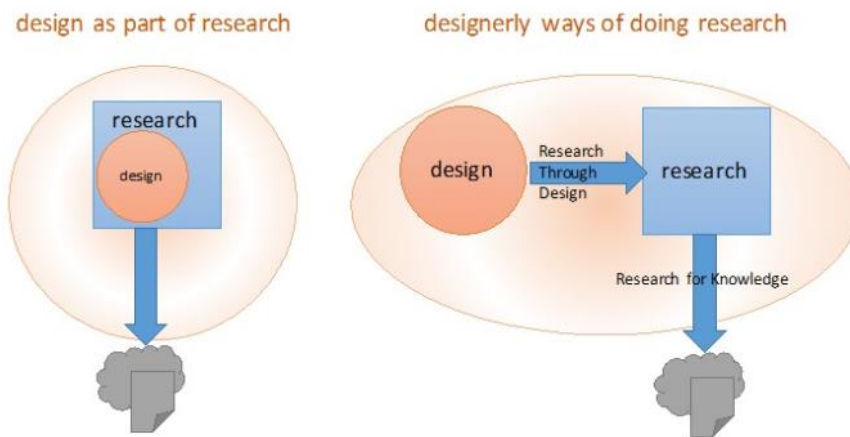 design as part of research
designerly ways of doing research
research
design
design
Research
Through
Design
research
Research for Knowledge